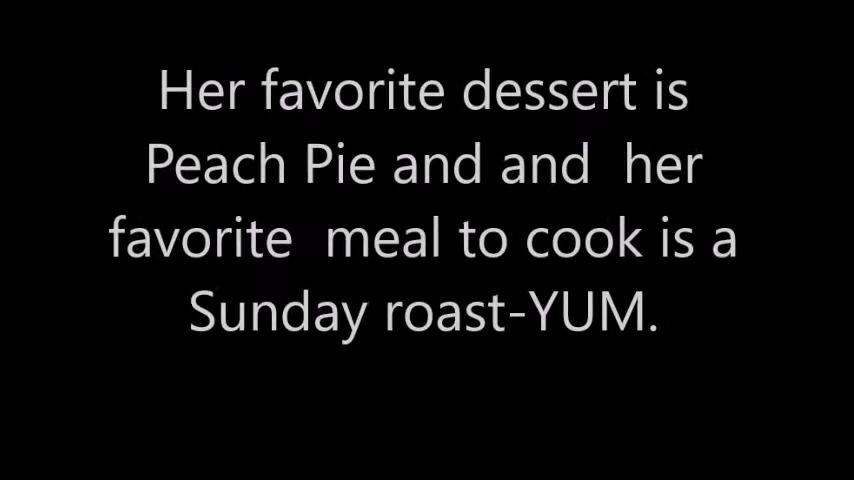 Her favorite dessert is
Peach Pie and and  her
favorite  meal to cook is a
Sunday roast-YUM.